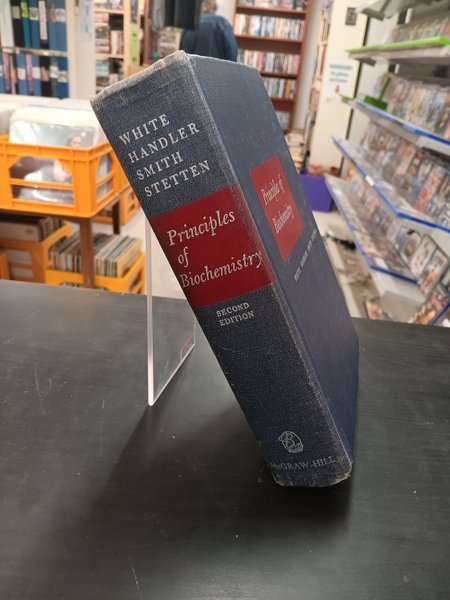 WHITE
HANDLER
SMITH
STETTEN
Principles
of
Biochemistry
SECOND
EDITION
McGRAW-HILL
Principles of
Biochemistry